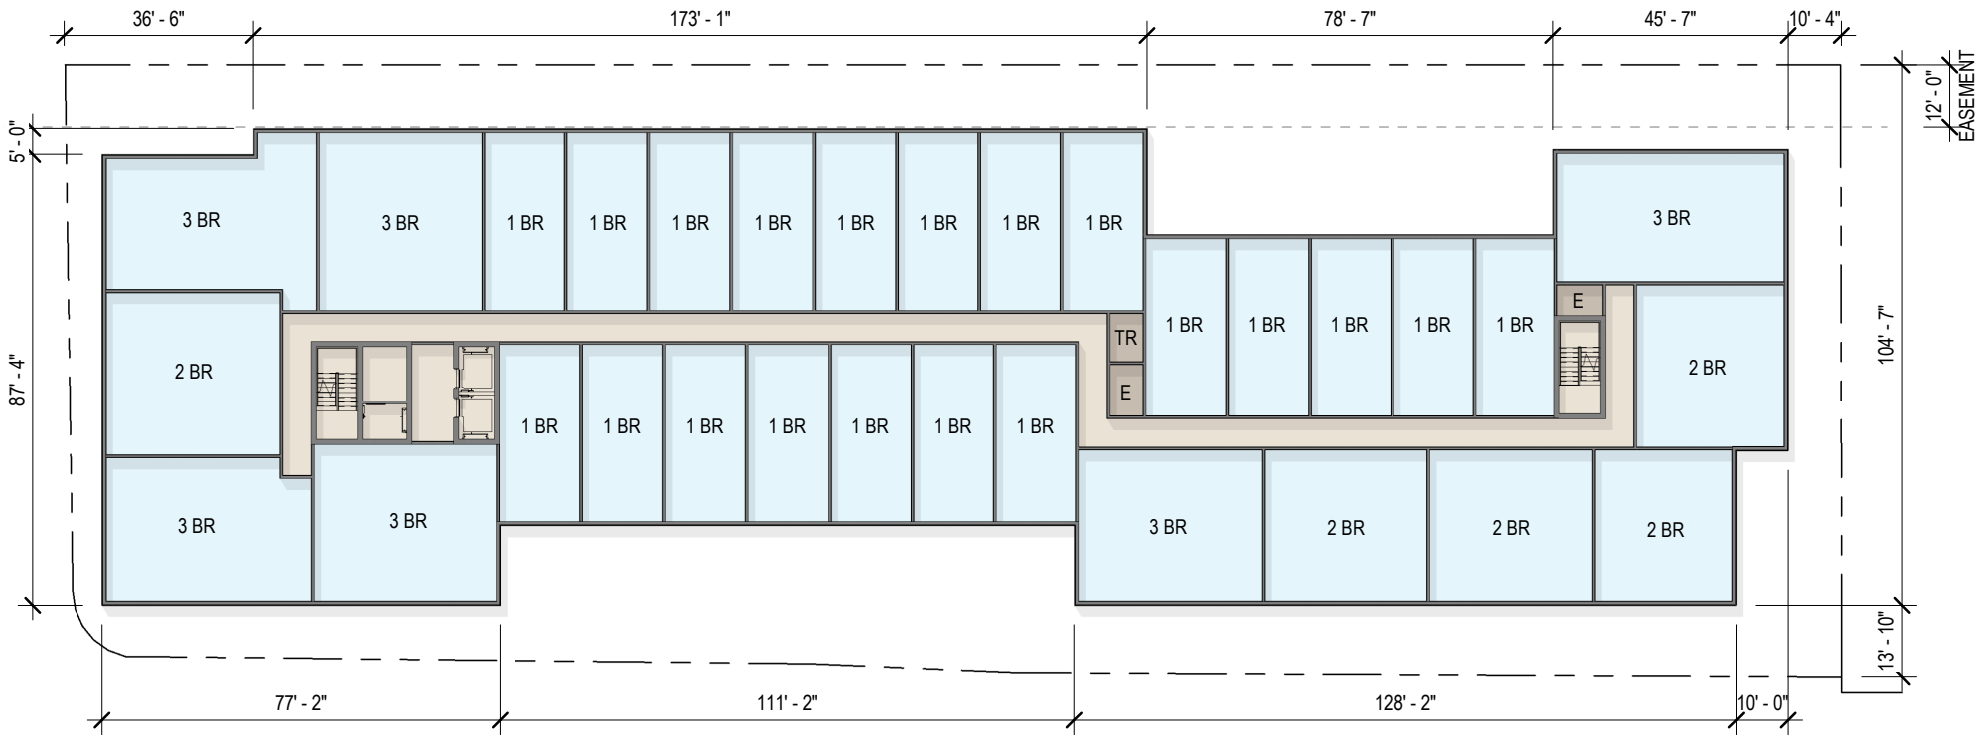 36' - 6"
173' - 1"
78' - 7"
45' - 7"
10' - 4"
12' - 0"
EASEMENT
5' - 0"
3 BR
3 BR
1 BR
1 BR
1 BR
1 BR
1 BR
1 BR
1 BR
1 BR
3 BR
E
1 BR
1 BR
1 BR
1 BR
1 BR
TR
E
2 BR
2 BR
87' - 4"
104' - 7"
1 BR
1 BR
1 BR
1 BR
1 BR
1 BR
1 BR
3 BR
3 BR
3 BR
2 BR
2 BR
2 BR
13' - 10"
77' - 2"
111' - 2"
128' - 2"
10' - 0"